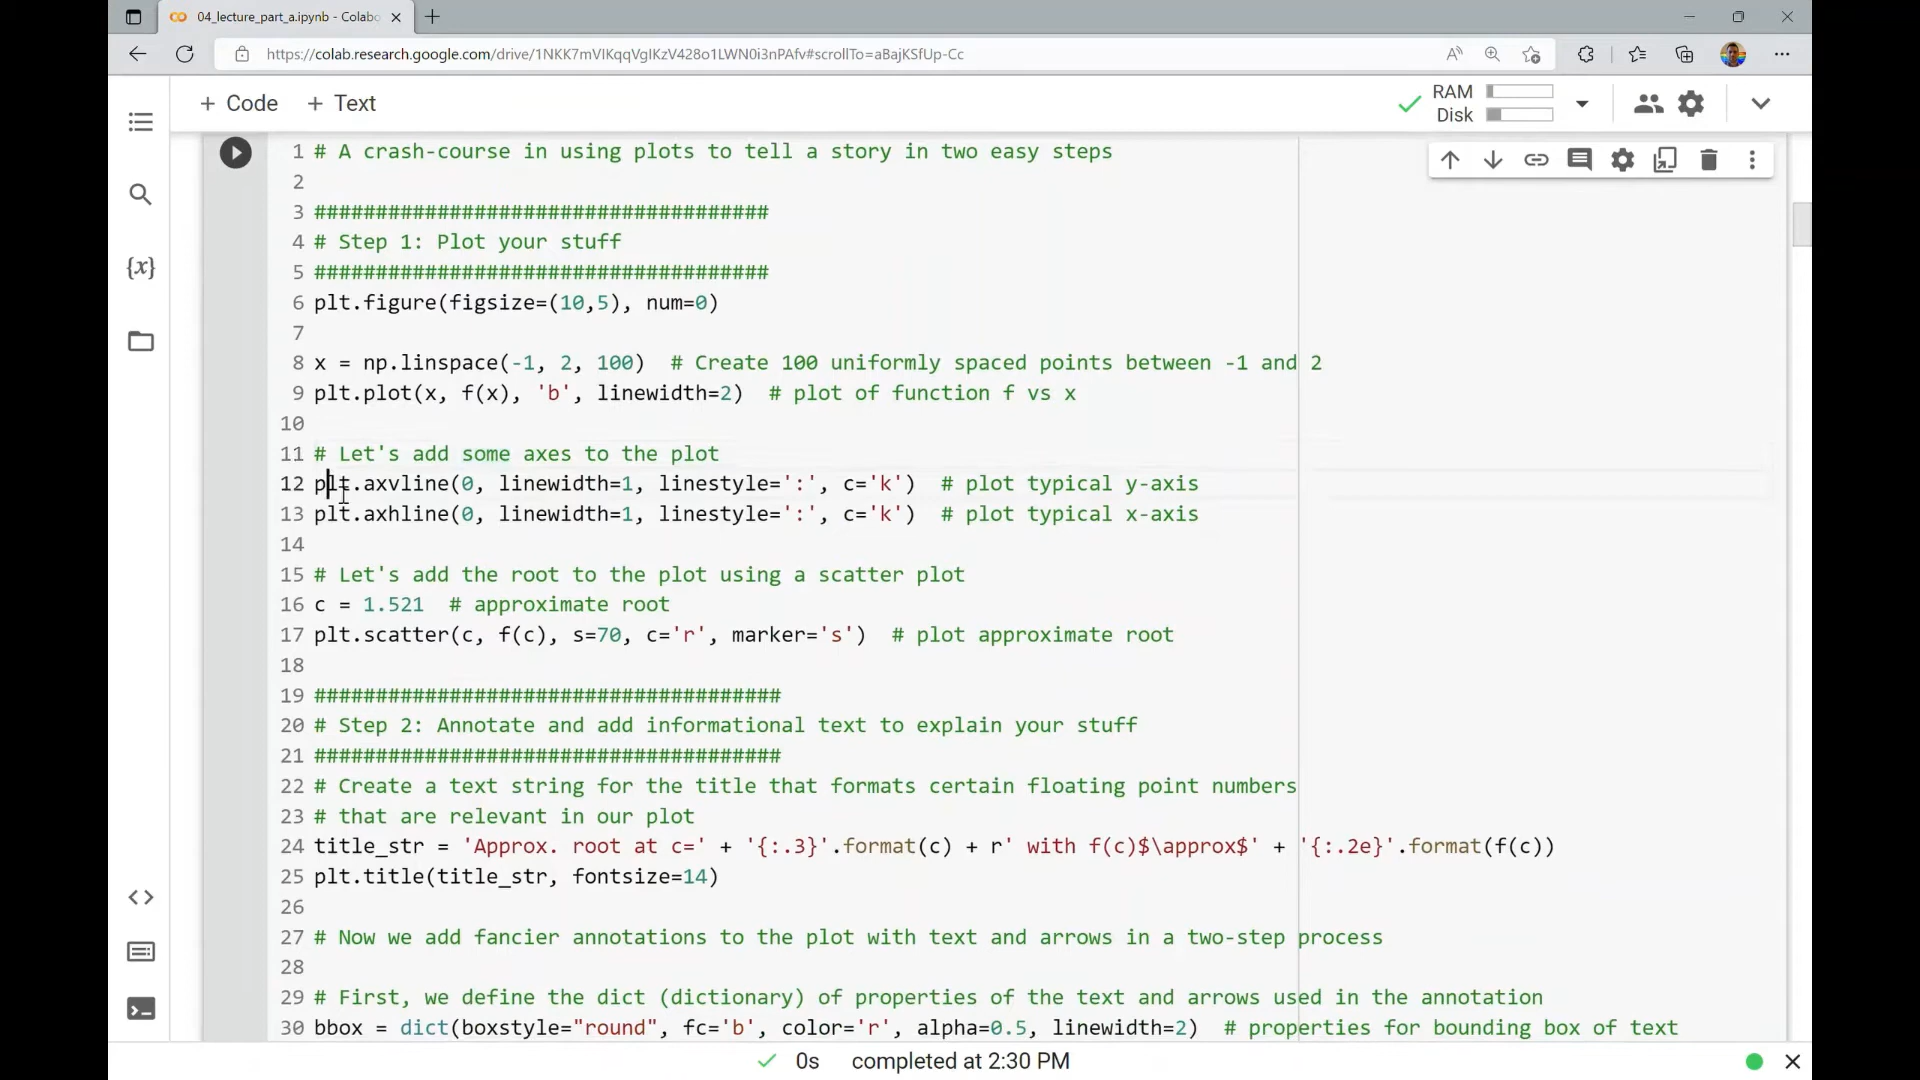 04_lecture_part_a.ipynb - Colabo
https://colab.research.google.com/drive/1NKK7mVIKqqVgIKzV428o1LWN0i3nPAfv#scrollTo=aBajKSfUp-Cc
+ Code + Text
RAM
Disk
1 # A crash-course in using plots to tell a story in two easy steps
2
3 #####################################
4 # Step 1: Plot your stuff
5 #####################################
6 plt.figure(figsize=(10,5), num=0)
7
8 x = np.linspace(-1, 2, 100)  # Create 100 uniformly spaced points between -1 and 2
9 plt.plot(x, f(x), 'b', linewidth=2)  # plot of function f vs x
10
11 # Let's add some axes to the plot
12 plt.axvline(0, linewidth=1, linestyle=':', c='k')  # plot typical y-axis
13 plt.axhline(0, linewidth=1, linestyle=':', c='k')  # plot typical x-axis
14
15 # Let's add the root to the plot using a scatter plot
16 c = 1.521  # approximate root
17 plt.scatter(c, f(c), s=70, c='r', marker='s')  # plot approximate root
18
19 ######################################
20 # Step 2: Annotate and add informational text to explain your stuff
21 ######################################
22 # Create a text string for the title that formats certain floating point numbers
23 # that are relevant in our plot
24 title_str = 'Approx. root at c=' + '{:.3}'.format(c) + r' with f(c)$\approx$' + '{:.2e}'.format(f(c))
25 plt.title(title_str, fontsize=14)
26
27 # Now we add fancier annotations to the plot with text and arrows in a two-step process
28
29 # First, we define the dict (dictionary) of properties of the text and arrows used in the annotation
30 bbox = dict(boxstyle="round", fc='b', color='r', alpha=0.5, linewidth=2)  # properties for bounding box of text
{x}
0s completed at 2:30 PM